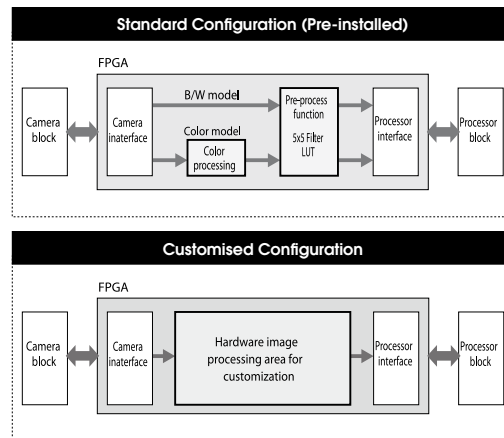 Standard Configuration (Pre-installed)
FPGA
Camera
block
Camera
inaterface
B/W model
Color model
Color
processing
Pre-process
function
5x5 Filter
LUT
Processor
interface
Processor
block
Customised Configuration
FPGA
Camera
block
Camera
inaterface
Hardware image
processing area for
customization
Processor
interface
Processor
block